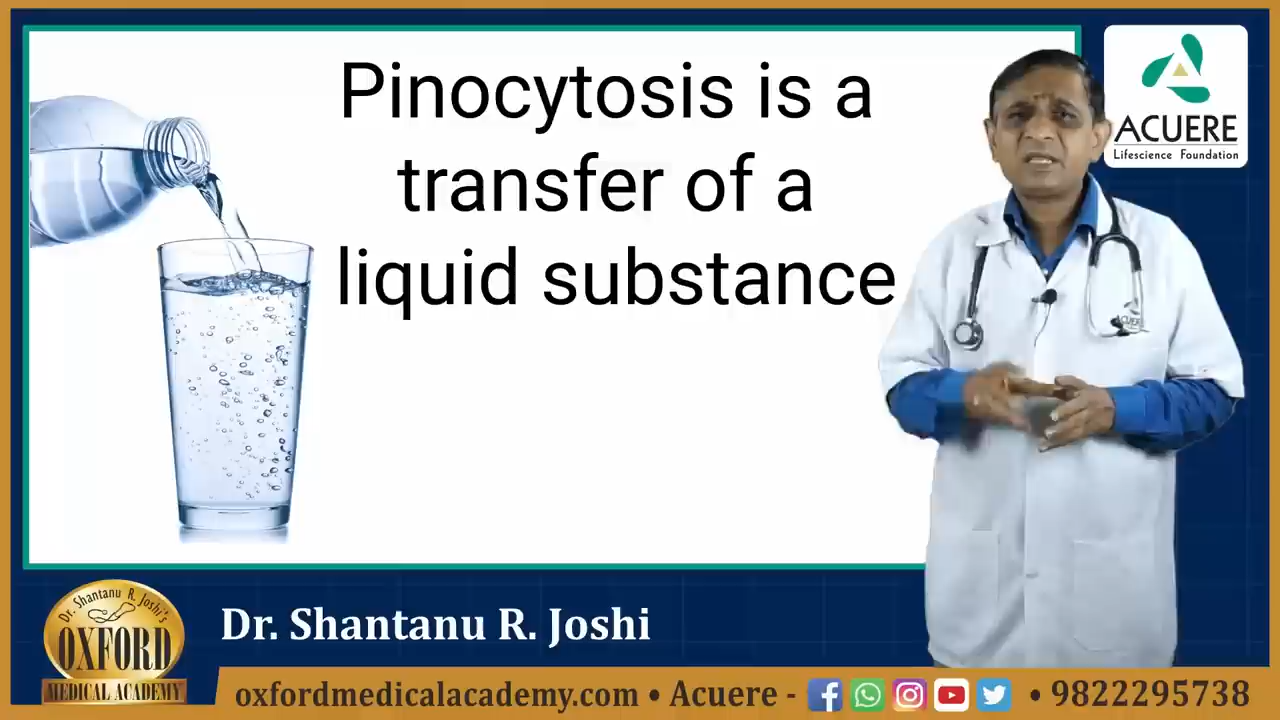 Pinocytosis is a
transfer of a
liquid substance
ACUERE
Lifescience Foundation
ACUERE
Dr. Shantanu R. Joshi's
OXFORD
MEDICAL ACADEMY
Dr. Shantanu R. Joshi
oxfordmedicalacademy.com • Acuere - • 9822295738